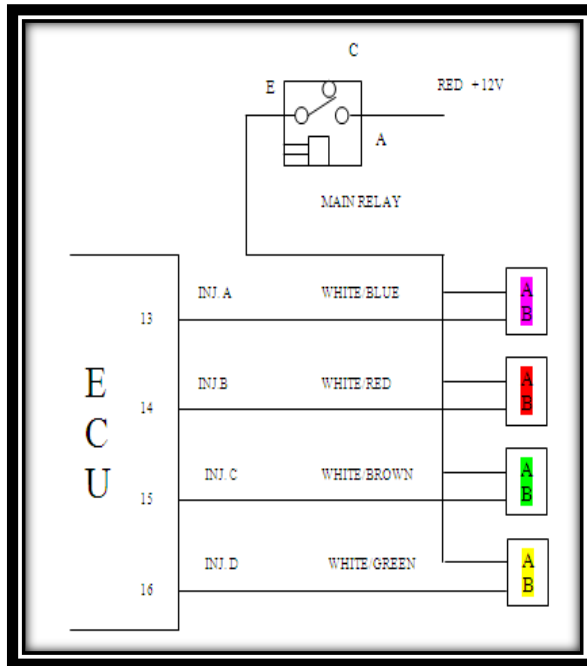 C
E
RED +12V
A
MAIN RELAY
INJ. A WHITE/BLUE
A
13
B
INJ.B WHITE/RED
A
14
B
ECU
INJ. C WHITE/BROWN
A
15
B
INJ. D WHITE/GREEN
A
16
B